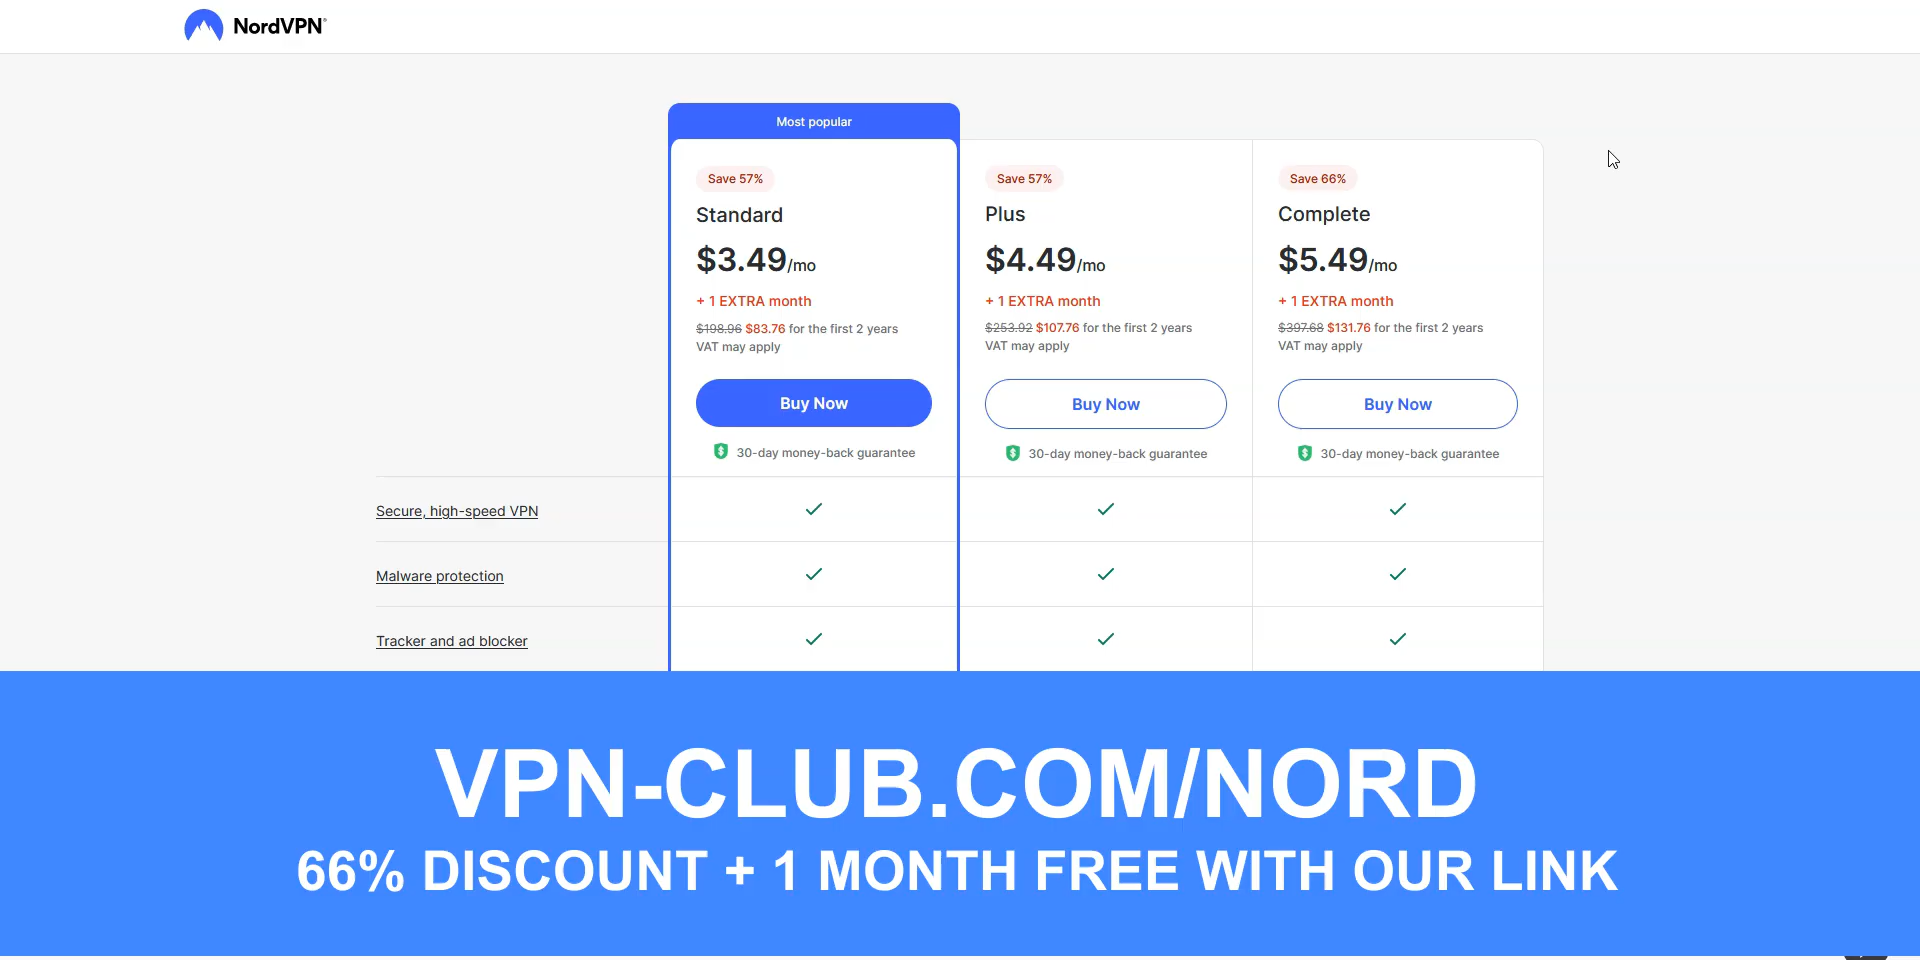 NordVPN®
Most popular
Save 57%
Standard
$3.49/mo
+ 1 EXTRA month
$198.96 $83.76 for the first 2 years
VAT may apply
Buy Now
30-day money-back guarantee
Save 57%
Plus
$4.49/mo
+ 1 EXTRA month
$253.92 $107.76 for the first 2 years
VAT may apply
Buy Now
30-day money-back guarantee
Save 66%
Complete
$5.49/mo
+ 1 EXTRA month
$397.68 $131.76 for the first 2 years
VAT may apply
Buy Now
30-day money-back guarantee
Secure, high-speed VPN
Malware protection
Tracker and ad blocker
VPN-CLUB.COM/NORD
66% DISCOUNT + 1 MONTH FREE WITH OUR LINK